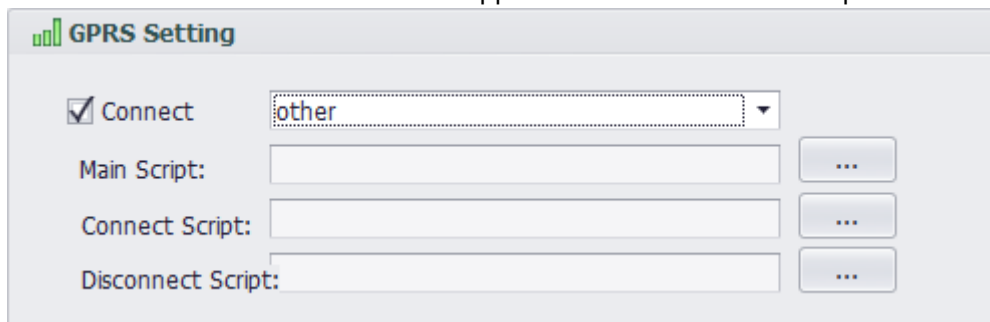 GPRS Setting
Connect other
Main Script: ...
Connect Script: ...
Disconnect Script: ...